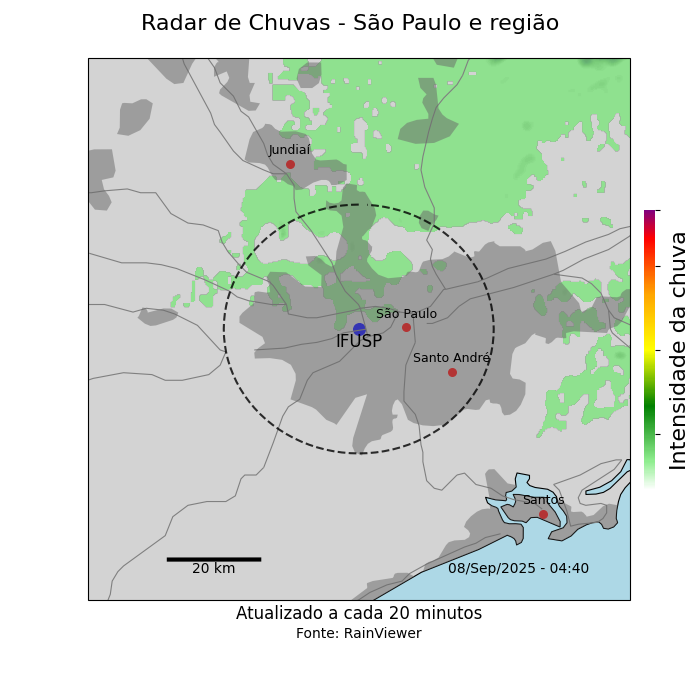 Radar de Chuvas - São Paulo e região
Jundiaí
São Paulo
IFUSP
Santo André
Santos
20 km
08/Sep/2025 - 04:40
Intensidade da chuva
Atualizado a cada 20 minutos
Fonte: RainViewer